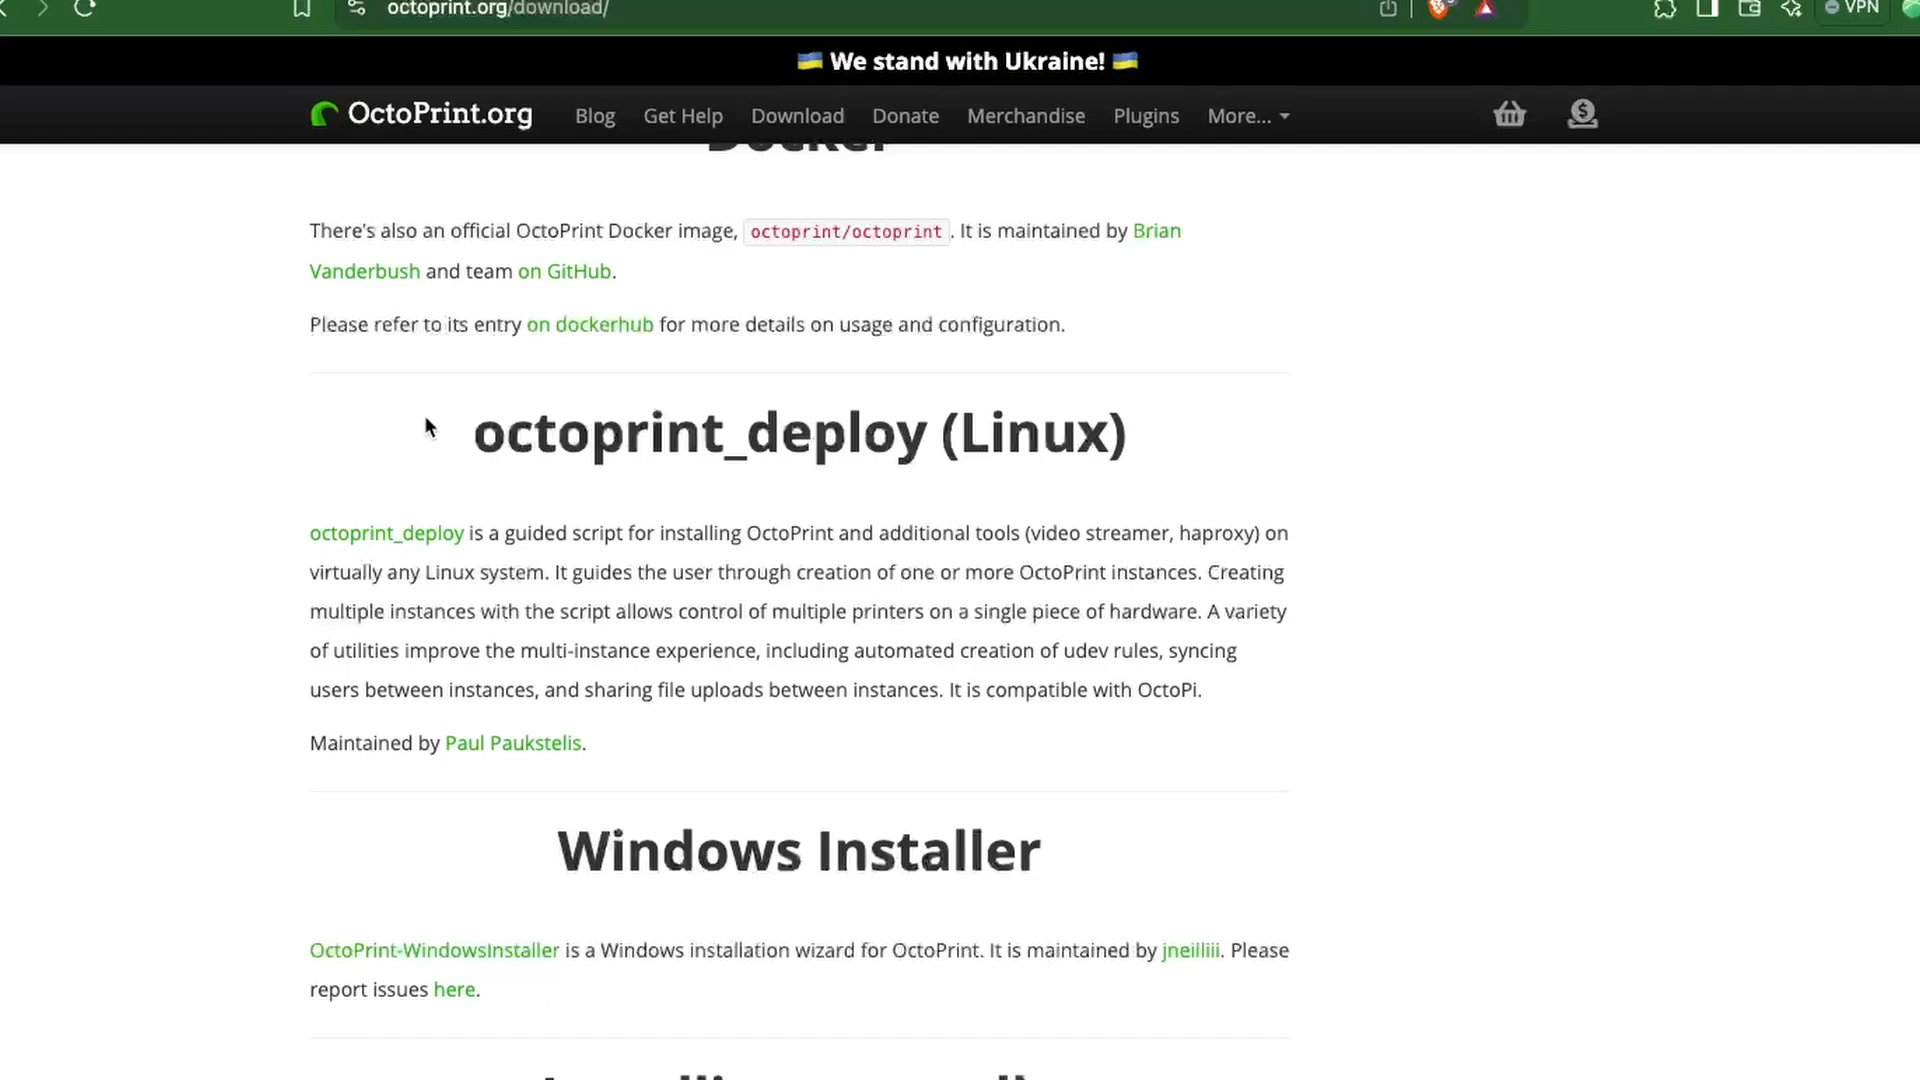 octoprint.org/download/
VPN
🇺🇦 We stand with Ukraine! 🇺🇦
OctoPrint.org Blog Get Help Download Donate Merchandise Plugins More...
Docker
There's also an official OctoPrint Docker image, octoprint/octoprint. It is maintained by Brian
Vanderbush and team on GitHub.
Please refer to its entry on dockerhub for more details on usage and configuration.
octoprint_deploy (Linux)
octoprint_deploy is a guided script for installing OctoPrint and additional tools (video streamer, haproxy) on
virtually any Linux system. It guides the user through creation of one or more OctoPrint instances. Creating
multiple instances with the script allows control of multiple printers on a single piece of hardware. A variety
of utilities improve the multi-instance experience, including automated creation of udev rules, syncing
users between instances, and sharing file uploads between instances. It is compatible with OctoPi.
Maintained by Paul Paukstelis.
Windows Installer
OctoPrint-WindowsInstaller is a Windows installation wizard for OctoPrint. It is maintained by jneilliii. Please
report issues here.